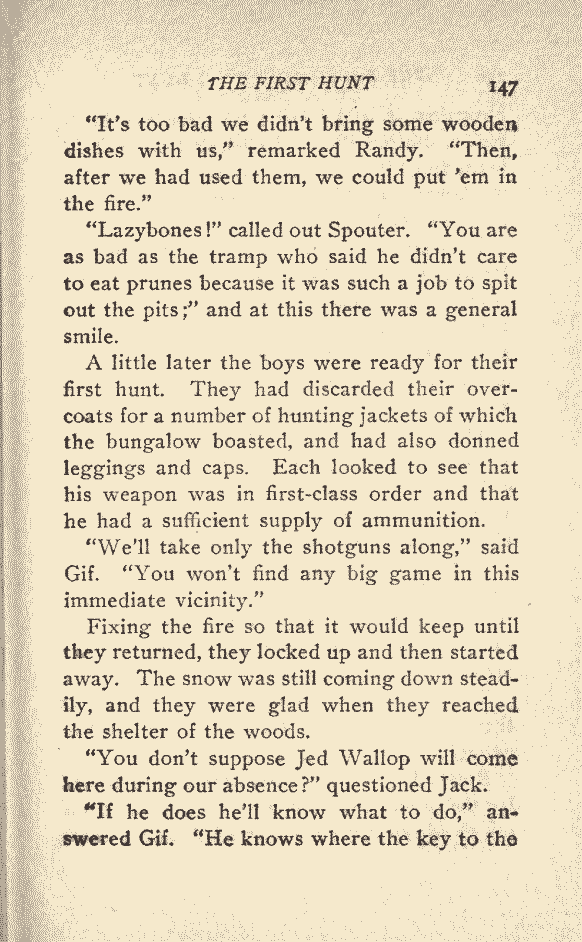 THE FIRST HUNT 147
“It’s too bad we didn’t bring some wooden
dishes with us,” remarked Randy. “Then,
after we had used them, we could put ’em in
the fire.”
“Lazybones!” called out Spouter. “You are
as bad as the tramp who said he didn’t care
to eat prunes because it was such a job to spit
out the pits;” and at this there was a general
smile.
A little later the boys were ready for their
first hunt. They had discarded their over-
coats for a number of hunting jackets of which
the bungalow boasted, and had also donned
leggings and caps. Each looked to see that
his weapon was in first-class order and that
he had a sufficient supply of ammunition.
“We’ll take only the shotguns along,” said
Gif. “You won’t find any big game in this
immediate vicinity.”
Fixing the fire so that it would keep until
they returned, they locked up and then started
away. The snow was still coming down stead-
ily, and they were glad when they reached
the shelter of the woods.
“You don’t suppose Jed Wallop will come
here during our absence?” questioned Jack.
“If he does he’ll know what to do,” an-
swered Gif. “He knows where the key to the